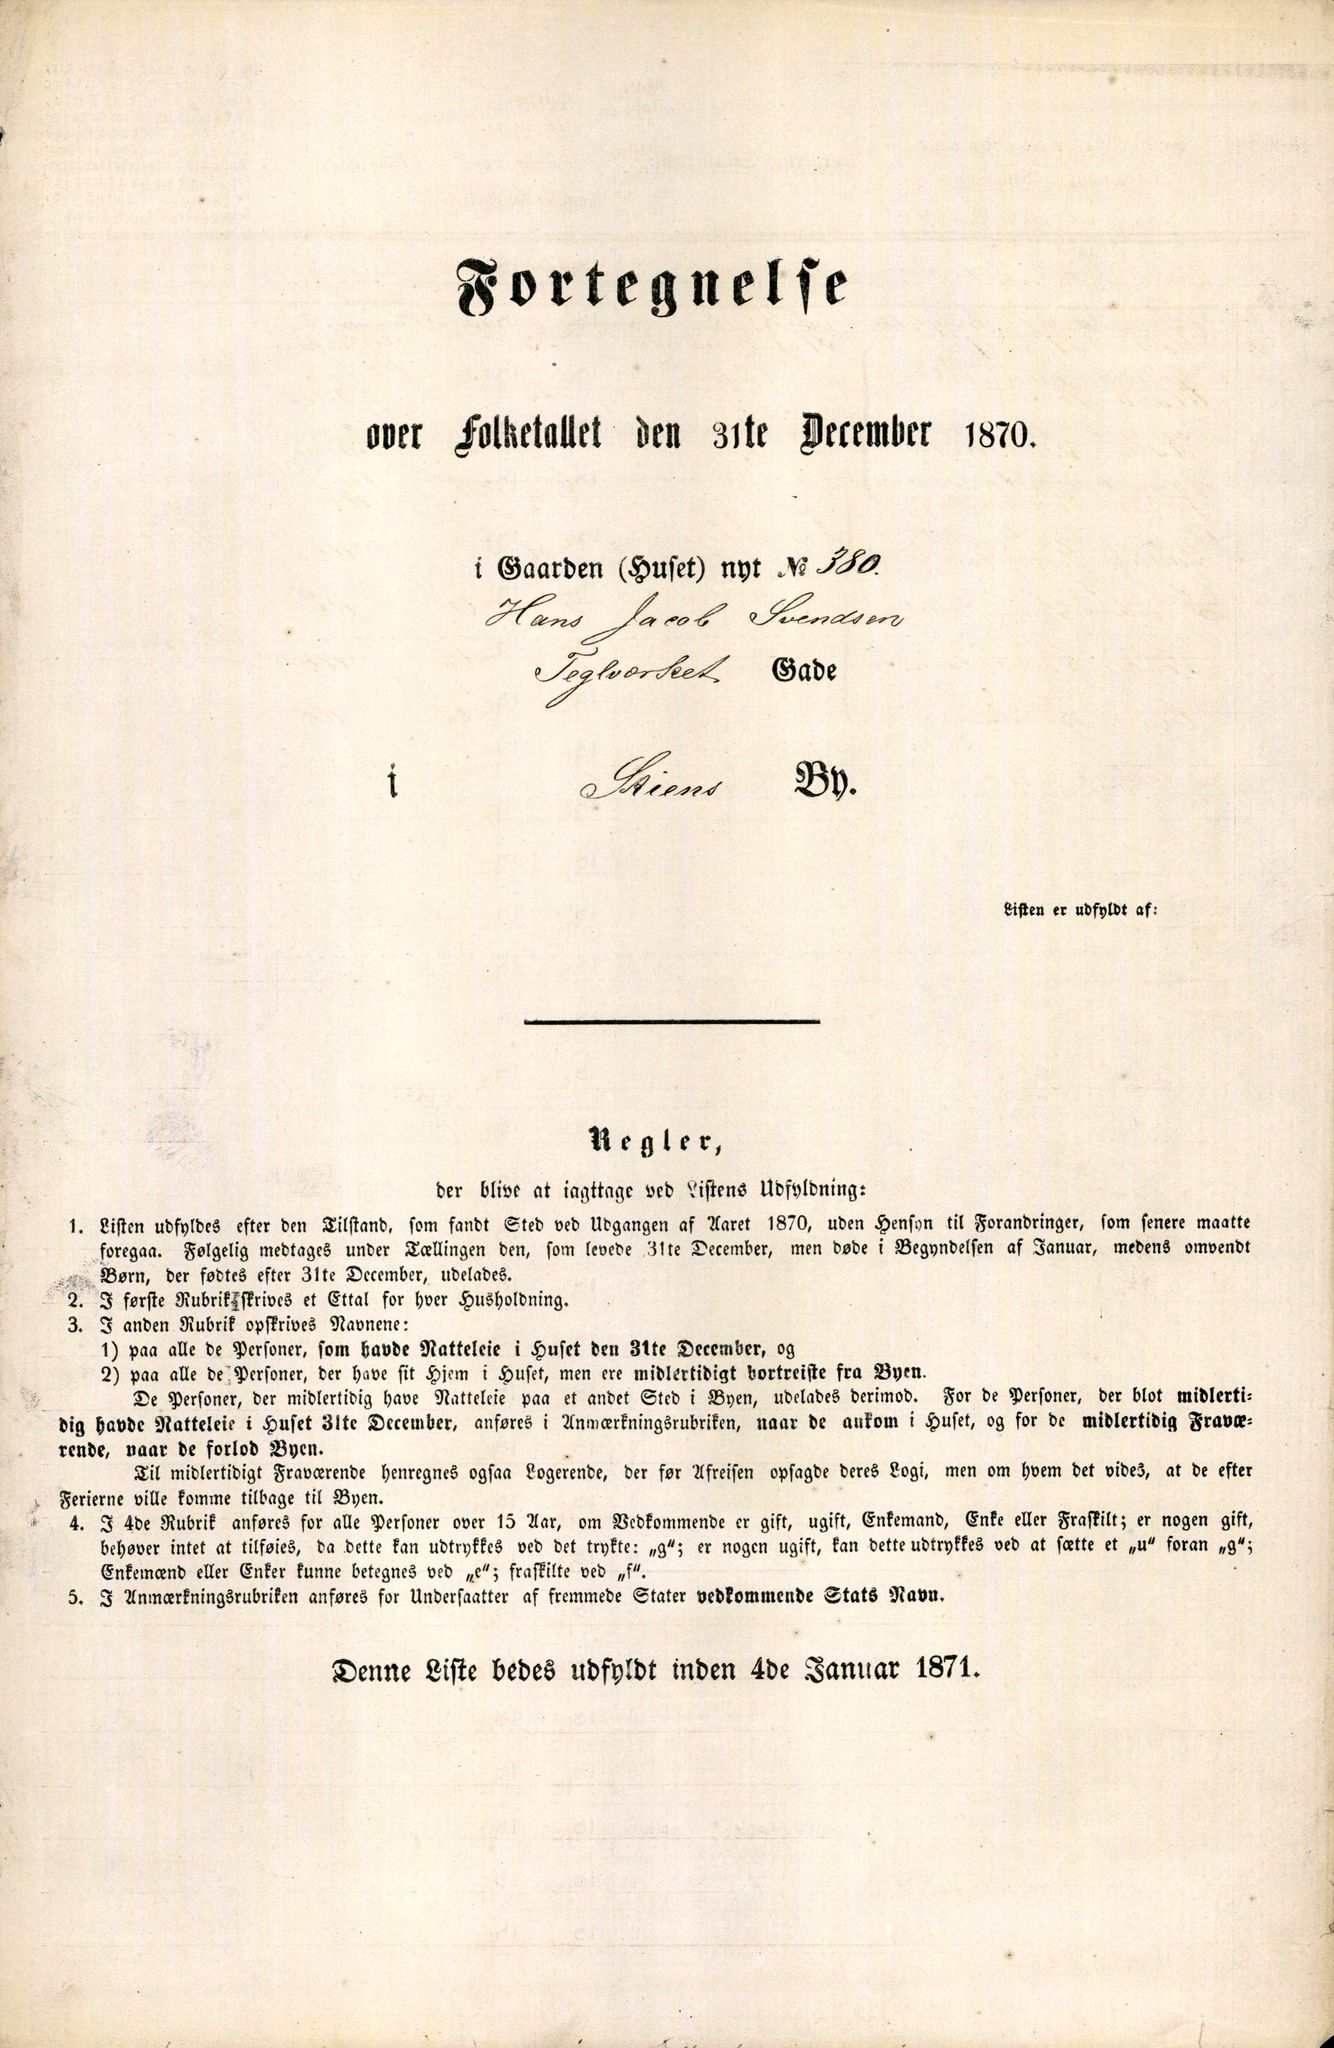 Fortegnelse
over Folketallet den 31te December 1870.
i Gaarden (Huset) nyt № 380.
Hans Jacob Svendsen
Teglværket Gade
i Skiens By.
Listen er udfyldt af:
Regler,
der blive at iagttage ved Listens Udfyldning:
1. Listen udfyldes efter den Tilstand, som fandt Sted ved Udgangen af Aaret 1870, uden Hensyn til Forandringer, som senere maatte
foregaa. Følgelig medtages under Tællingen den, som levede 31te December, men døde i Begyndelsen af Januar, medens omvendt
Børn, der fødtes efter 31te December, udelades.
2. I første Rubrik skrives et Ettal for hver Husholdning.
3. I anden Rubrik opskrives Navnene:
1) paa alle de Personer, som havde Natteleie i Huset den 31te December, og
2) paa alle de Personer, der have sit Hjem i Huset, men ere midlertidigt bortreiste fra Byen.
De Personer, der midlertidig have Natteleie paa et andet Sted i Byen, udelades derimod. For de Personer, der blot midlerti-
dig havde Natteleie i Huset 31te December, anføres i Anmærkningsrubriken, naar de ankom i Huset, og for de midlertidig Fravæ-
rende, naar de forlod Byen.
Til midlertidigt Fraværende henregnes ogsaa Logerende, der før Afreisen opsagde deres Logi, men om hvem det vides, at de efter
Ferierne ville komme tilbage til Byen.
4. I 4de Rubrik anføres for alle Personer over 15 Aar, om Vedkommende er gift, ugift, Enkemand, Enke eller Fraskilt; er nogen gift,
behøver intet at tilføies, da dette kan udtrykkes ved det trykte: „g“; er nogen ugift, kan dette udtrykkes ved at sætte et „u“ foran „g“;
Enkemænd eller Enker kunne betegnes ved „e“; fraskilte ved „f“.
5. I Anmærkningsrubriken anføres for Undersaatter af fremmede Stater vedkommende Stats Navn.
Denne Liste bedes udfyldt inden 4de Januar 1871.